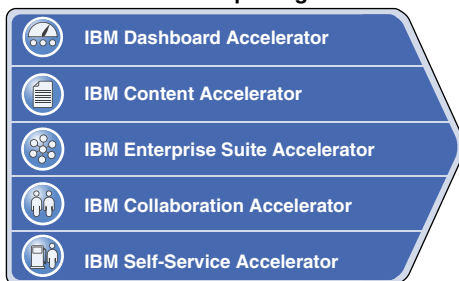 IBM Dashboard Accelerator
IBM Content Accelerator
IBM Enterprise Suite Accelerator
IBM Collaboration Accelerator
IBM Self-Service Accelerator